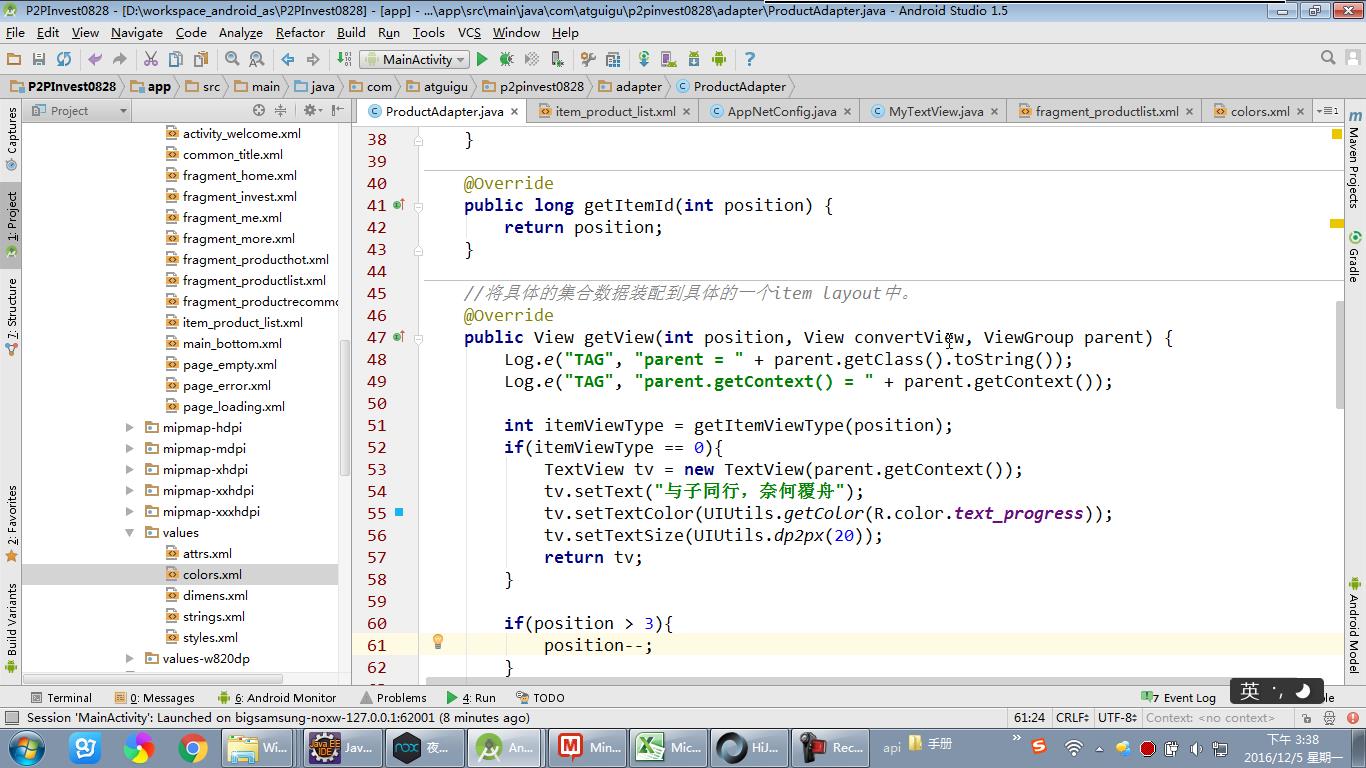 P2PInvest0828 - [D:\workspace_android_as\P2PInvest0828] - [app] - ...\app\src\main\java\com\atguigu\p2pinvest0828\adapter\ProductAdapter.java - Android Studio 1.5
File Edit View Navigate Code Analyze Refactor Build Run Tools VCS Window Help
MainActivity
P2PInvest0828 app src main java com atguigu p2pinvest0828 adapter ProductAdapter
Project
ProductAdapter.java item_product_list.xml AppNetConfig.java MyTextView.java fragment_productlist.xml colors.xml
Captures
1: Project
7: Structure
2: Favorites
Build Variants
activity_welcome.xml
common_title.xml
fragment_home.xml
fragment_invest.xml
fragment_me.xml
fragment_more.xml
fragment_producthot.xml
fragment_productlist.xml
fragment_productrecomm
item_product_list.xml
main_bottom.xml
page_empty.xml
page_error.xml
page_loading.xml
mipmap-hdpi
mipmap-mdpi
mipmap-xhdpi
mipmap-xxhdpi
mipmap-xxxhdpi
values
attrs.xml
colors.xml
dimens.xml
strings.xml
styles.xml
values-w820dp
38 }
39
40 @Override
41 public long getItemId(int position) {
42 return position;
43 }
44
45 //将具体的集合数据装配到具体的一个item layout中。
46 @Override
47 public View getView(int position, View convertView, ViewGroup parent) {
48 Log.e("TAG", "parent = " + parent.getClass().toString());
49 Log.e("TAG", "parent.getContext() = " + parent.getContext());
50
51 int itemViewType = getItemViewType(position);
52 if(itemViewType == 0){
53 TextView tv = new TextView(parent.getContext());
54 tv.setText("与子同行，奈何覆舟");
55 tv.setTextColor(UIUtils.getColor(R.color.text_progress));
56 tv.setTextSize(UIUtils.dp2px(20));
57 return tv;
58 }
59
60 if(position > 3){
61 position--;
62 }
Maven Projects
Gradle
Android Model
Terminal 0: Messages 6: Android Monitor Problems 4: Run TODO 7 Event Log
英
Session 'MainActivity': Launched on bigsamsung-noxw-127.0.0.1:62001 (8 minutes ago) 61:24 CRLF UTF-8 Context: <no context>
Wi... Jav... 夜... An... Min... Mic... HiJ... Rec... api 手册
下午 3:38
2016/12/5 星期一